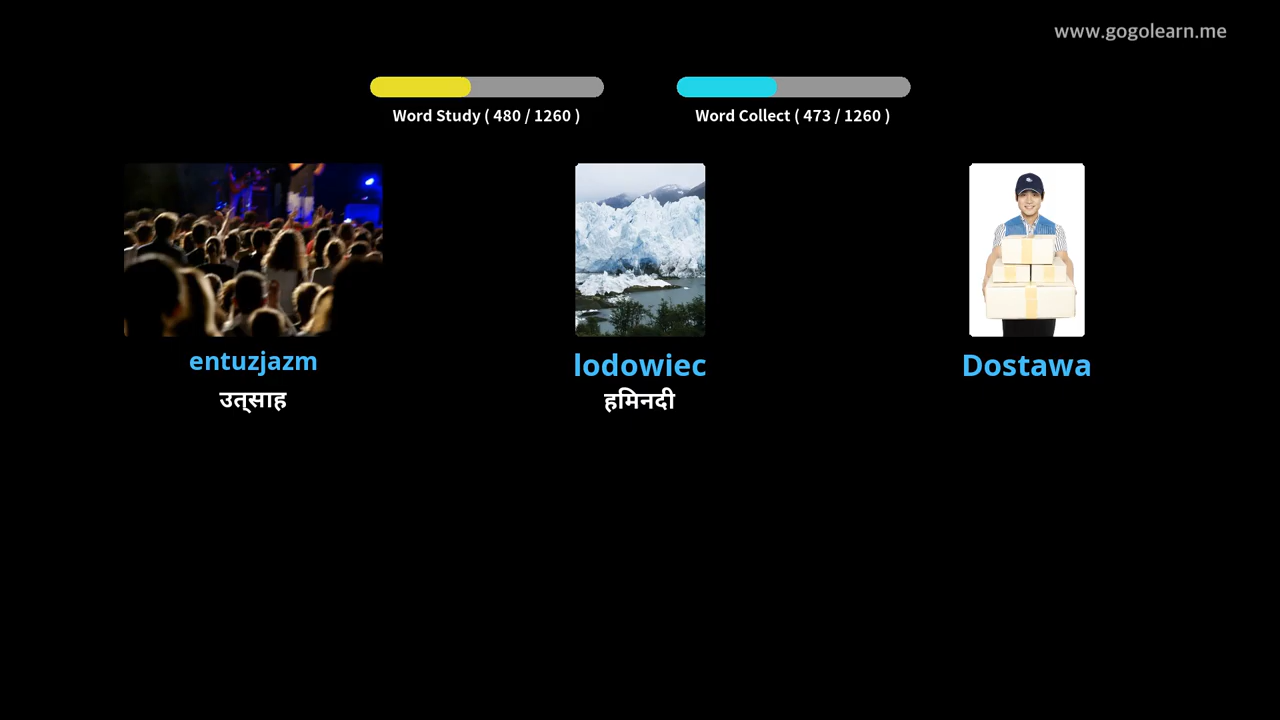 www.gogolearn.me
Word Study ( 480 / 1260 )
Word Collect ( 473 / 1260 )
entuzjazm
उत्साह
lodowiec
हिमनदी
Dostawa